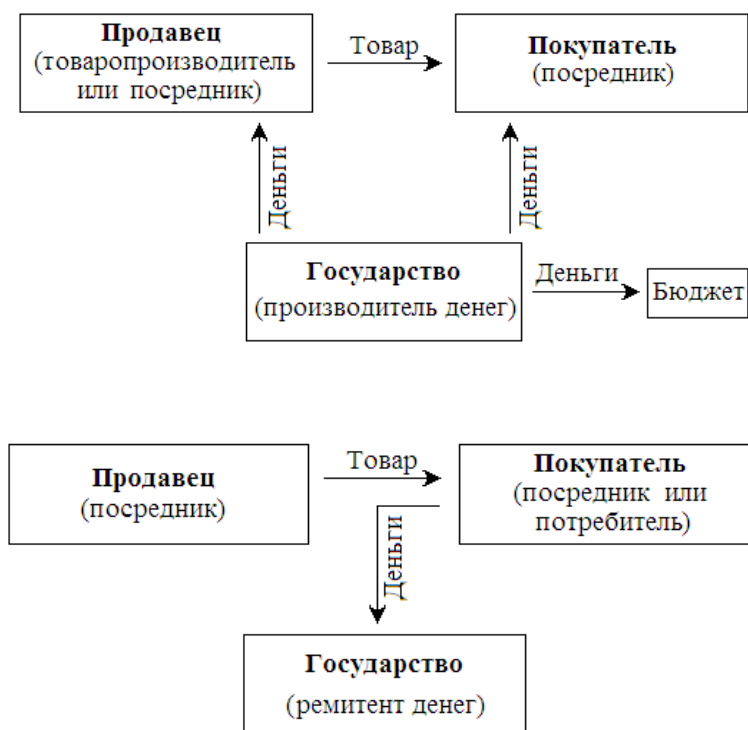 Продавец
(товаропроизводитель
или посредник)
Товар
Покупатель
(посредник)
Деньги
Деньги
Государство
(производитель денег)
Деньги
Бюджет
Продавец
(посредник)
Товар
Покупатель
(посредник или
потребитель)
Деньги
Государство
(ремитент денег)